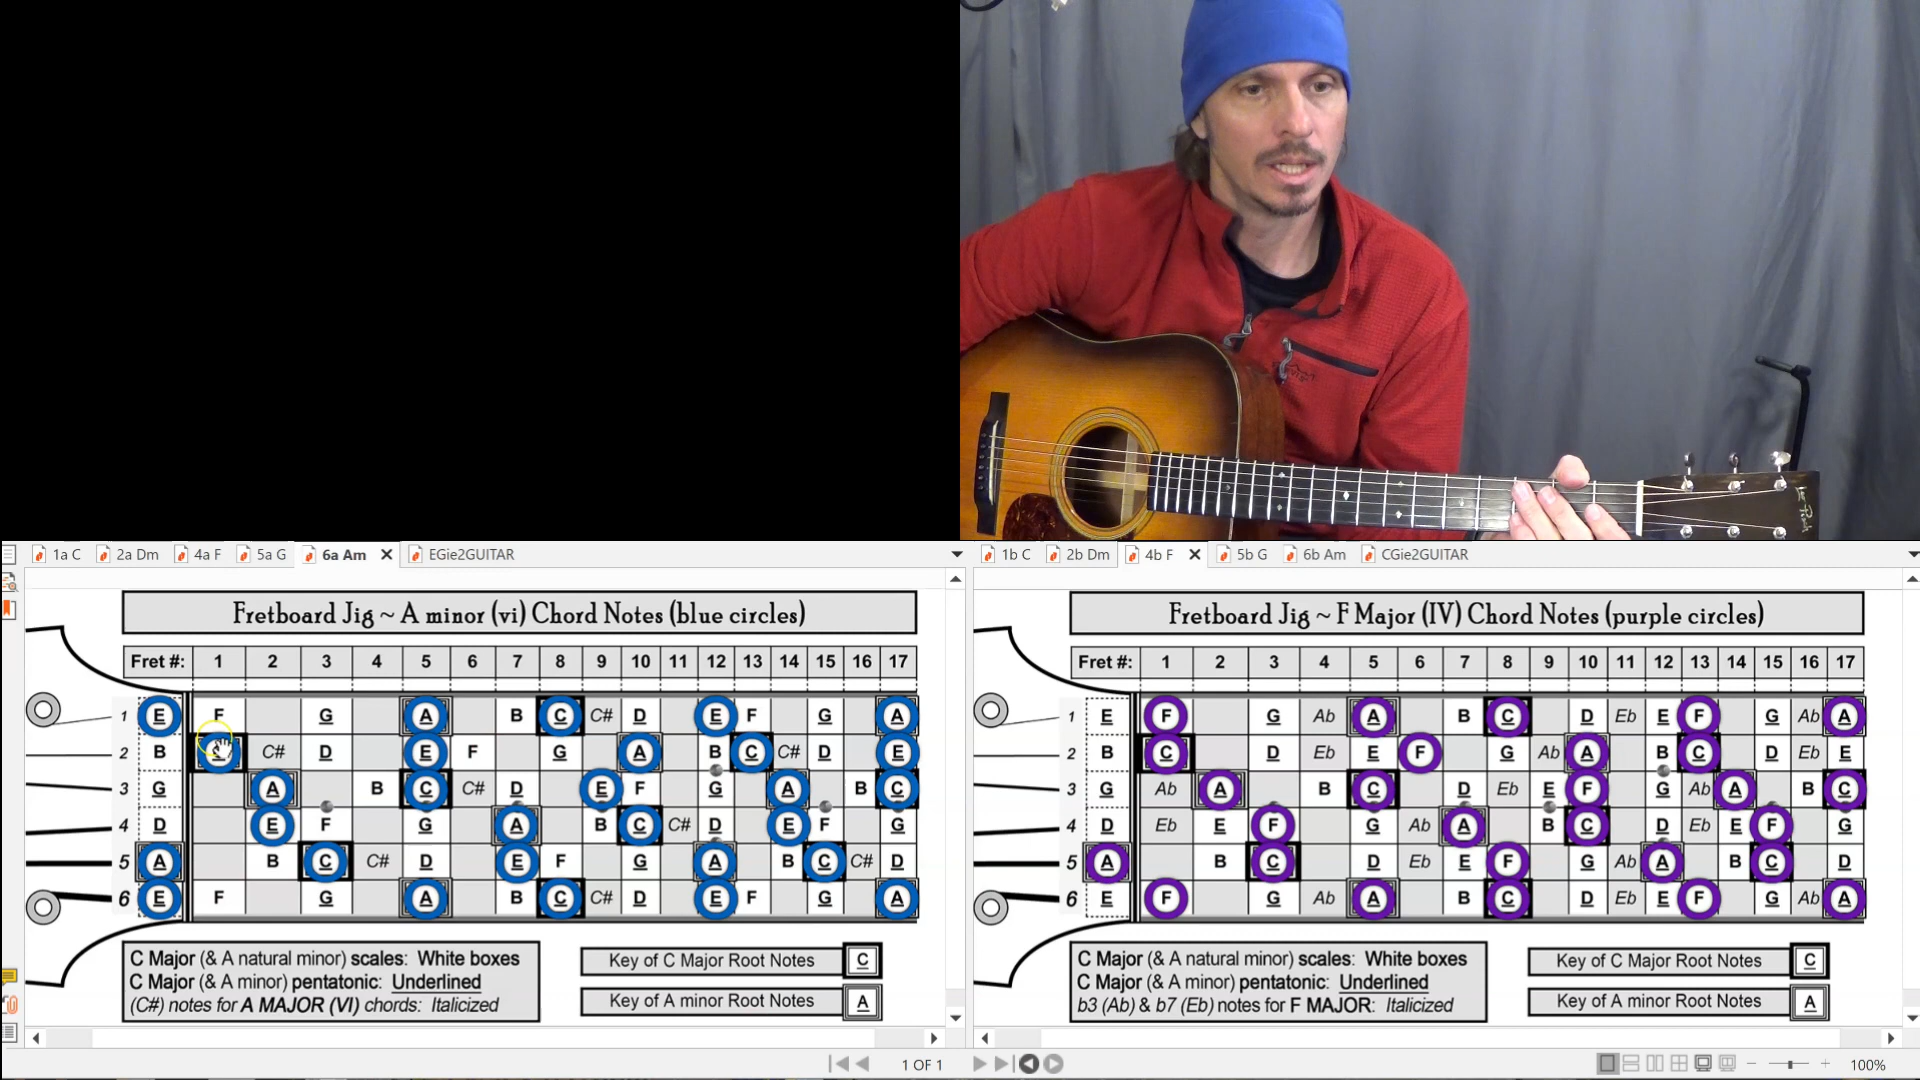 1a C 2a Dm 4a F 5a G 6a Am EGie2GUITAR
Fretboard Jig ~ A minor (vi) Chord Notes (blue circles)
Fret #: 1 2 3 4 5 6 7 8 9 10 11 12 13 14 15 16 17
1 E F G A B C C# D E F G A
2 B C C# D E F G A B C C# D E
3 G A B C C# D E F G A B C
4 D E F G A B C C# D E F G
5 A B C C# D E F G A B C C# D
6 E F G A B C C# D E F G A
C Major (& A natural minor) scales: White boxes
C Major (& A minor) pentatonic: Underlined
(C#) notes for A MAJOR (VI) chords: Italicized
Key of C Major Root Notes C
Key of A minor Root Notes A
1b C 2b Dm 4b F 5b G 6b Am CGie2GUITAR
Fretboard Jig ~ F Major (IV) Chord Notes (purple circles)
Fret #: 1 2 3 4 5 6 7 8 9 10 11 12 13 14 15 16 17
1 E F G Ab A B C D Eb E F G Ab A
2 B C D Eb E F G Ab A B C D Eb E
3 G Ab A B C D Eb E F G Ab A B C
4 D Eb E F G Ab A B C D Eb E F G
5 A B C D Eb E F G Ab A B C D
6 E F G Ab A B C D Eb E F G Ab A
C Major (& A natural minor) scales: White boxes
C Major (& A minor) pentatonic: Underlined
b3 (Ab) & b7 (Eb) notes for F MAJOR: Italicized
Key of C Major Root Notes C
Key of A minor Root Notes A
1 OF 1
100%